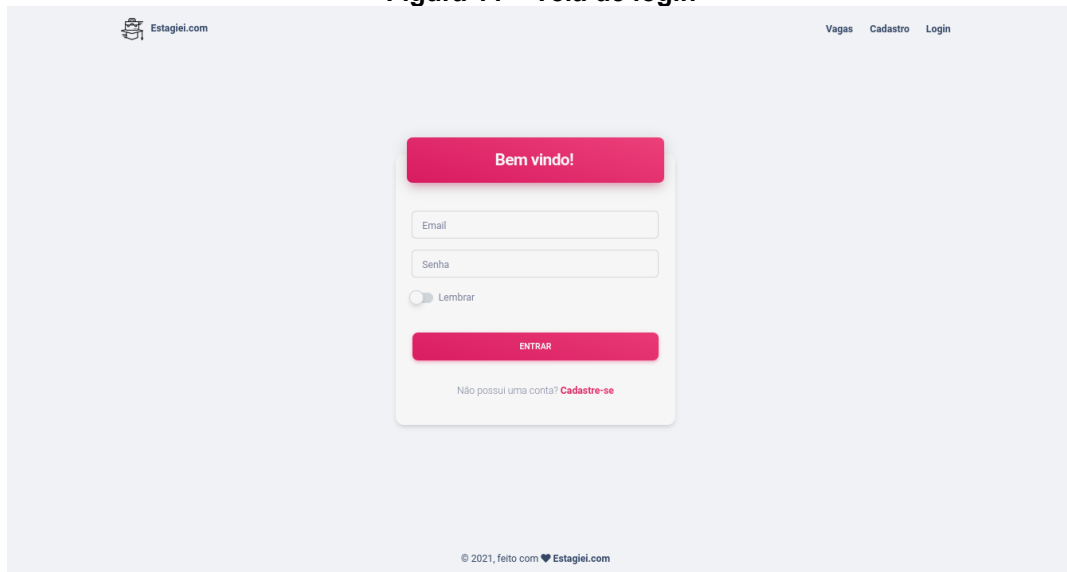 Estagiei.com
Vagas Cadastro Login
Bem vindo!
Email
Senha
Lembrar
ENTRAR
Não possui uma conta? Cadastre-se
© 2021, feito com Estagiei.com